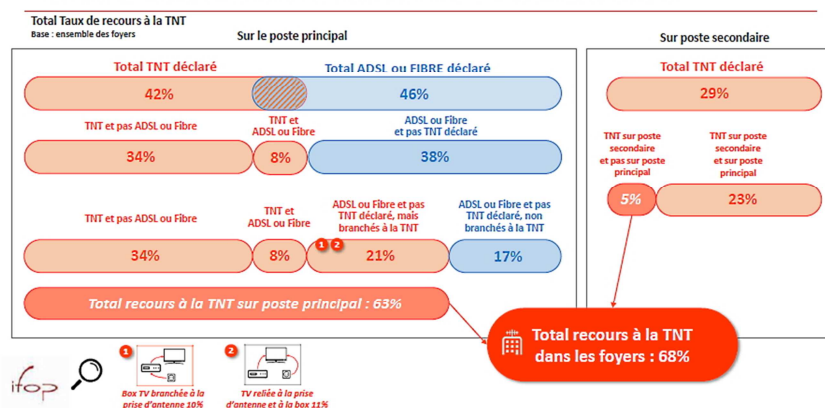 Total Taux de recours à la TNT
Base : ensemble des foyers
Sur le poste principal
Total TNT déclaré
Total ADSL ou FIBRE déclaré
42%
46%
TNT et pas ADSL ou Fibre
TNT et
ADSL ou Fibre
ADSL ou Fibre
et pas TNT déclaré
34%
8%
38%
TNT et pas ADSL ou Fibre
TNT et
ADSL ou Fibre
ADSL ou Fibre et pas
TNT déclaré, mais
branchés à la TNT
ADSL ou Fibre et pas
TNT déclaré, non
branchés à la TNT
1 2
34%
8%
21%
17%
Total recours à la TNT sur poste principal : 63%
Sur poste secondaire
Total TNT déclaré
29%
TNT sur poste
secondaire
et pas sur poste
principal
TNT sur poste
secondaire
et sur poste
principal
5%
23%
Total recours à la TNT
dans les foyers : 68%
ifop
1
Box TV branchée à la
prise d'antenne 10%
2
TV reliée à la prise
d'antenne et à la box 11%